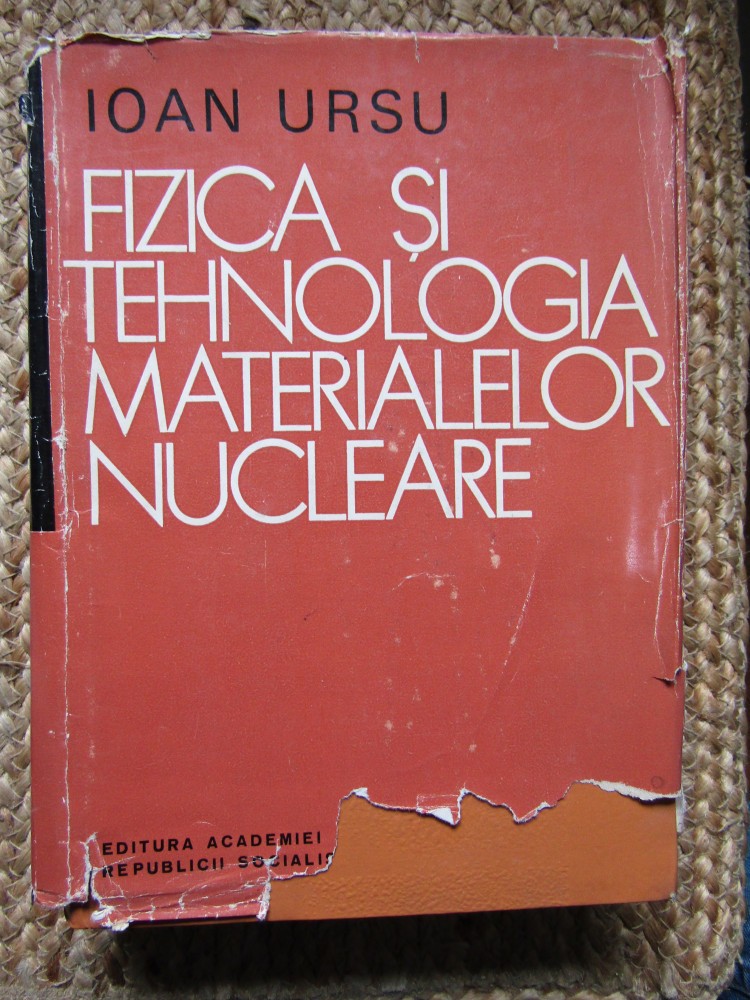 IOAN URSU
FIZICA ȘI
TEHNOLOGIA
MATERIALELOR
NUCLEARE
EDITURA ACADEMIEI
REPUBLICII